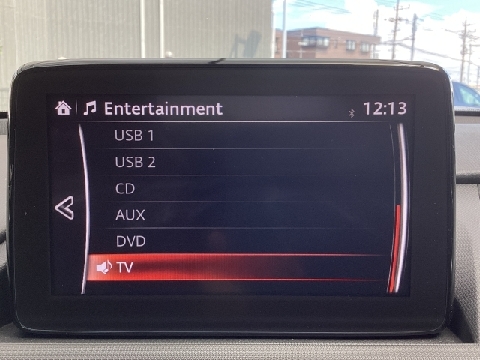 Entertainment 12:13
USB 1
USB 2
CD
AUX
DVD
TV